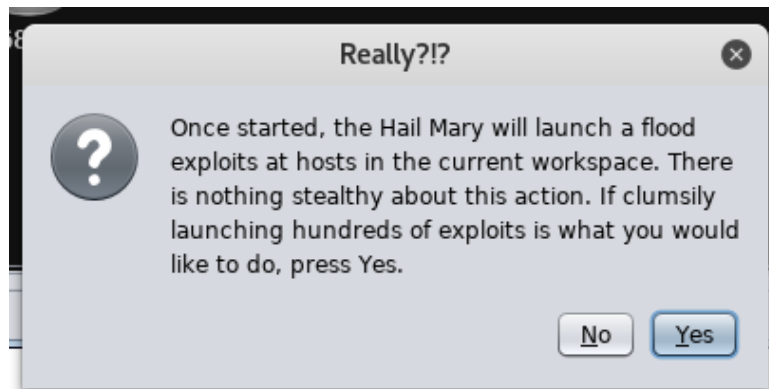 Really?!?
Once started, the Hail Mary will launch a flood
exploits at hosts in the current workspace. There
is nothing stealthy about this action. If clumsily
launching hundreds of exploits is what you would
like to do, press Yes.
No
Yes